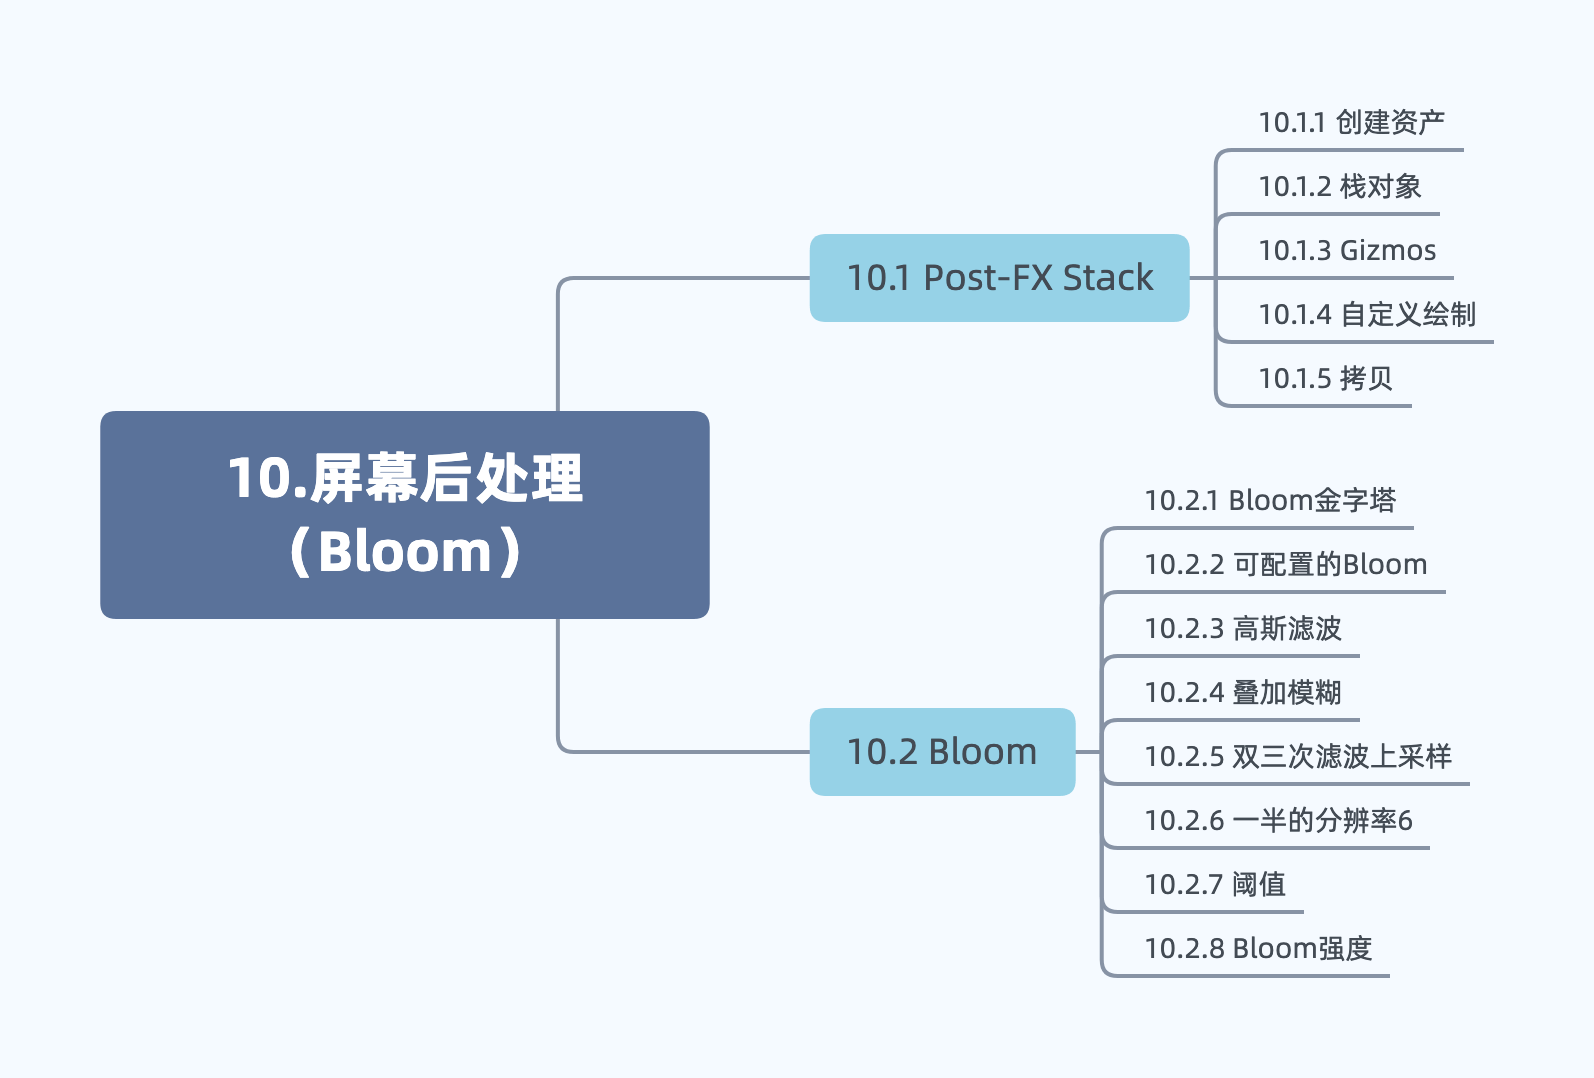 10.屏幕后处理
（Bloom）
10.1 Post-FX Stack
10.1.1 创建资产
10.1.2 栈对象
10.1.3 Gizmos
10.1.4 自定义绘制
10.1.5 拷贝
10.2 Bloom
10.2.1 Bloom金字塔
10.2.2 可配置的Bloom
10.2.3 高斯滤波
10.2.4 叠加模糊
10.2.5 双三次滤波上采样
10.2.6 一半的分辨率6
10.2.7 阈值
10.2.8 Bloom强度